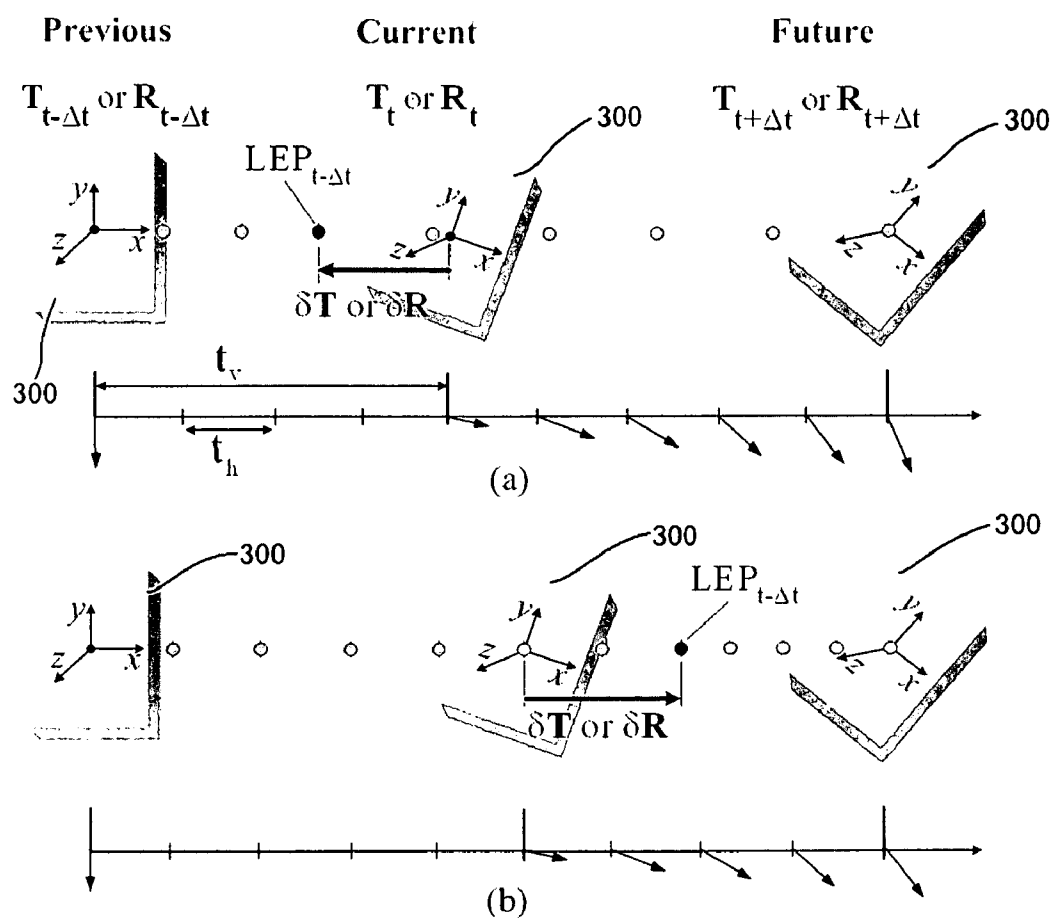 Previous Current Future
T_{t-Δt} or R_{t-Δt} T_t or R_t T_{t+Δt} or R_{t+Δt}
300 300
LEP_{t-Δt}
y y y
z x z x z x
δT or δR
300
t_v
t_h
(a)
300 300 300
LEP_{t-Δt}
y y y
z x z x z x
δT or δR
(b)